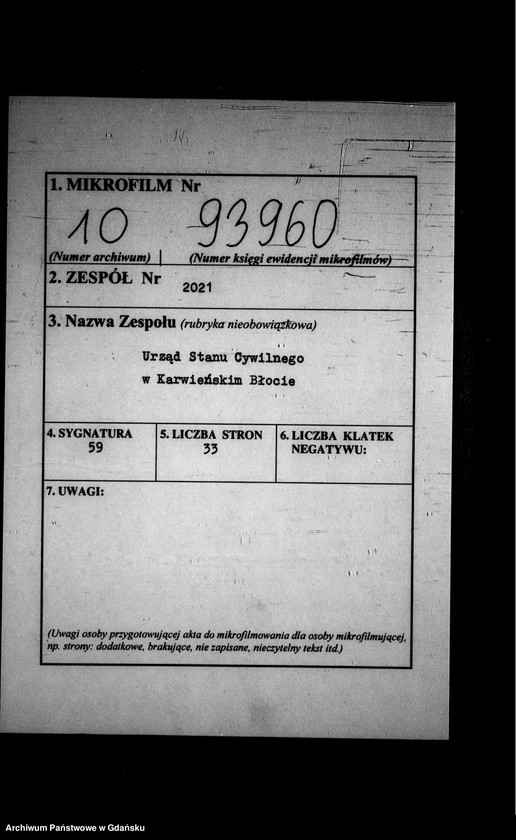 1. MIKROFILM Nr
10 93960
(Numer archiwum) (Numer księgi ewidencji mikrofilmów)
2. ZESPÓŁ Nr 2021
3. Nazwa Zespołu (rubryka nieobowiązkowa)
Urząd Stanu Cywilnego
w Karwieńskim Błocie
4. SYGNATURA 5. LICZBA STRON 6. LICZBA KLATEK
59 33 NEGATYWU:
7. UWAGI:
(Uwagi osoby przygotowującej akta do mikrofilmowania dla osoby mikrofilmującej,
np. strony: dodatkowe, brakujące, nie zapisane, nieczytelny tekst itd.)
Archiwum Państwowe w Gdańsku